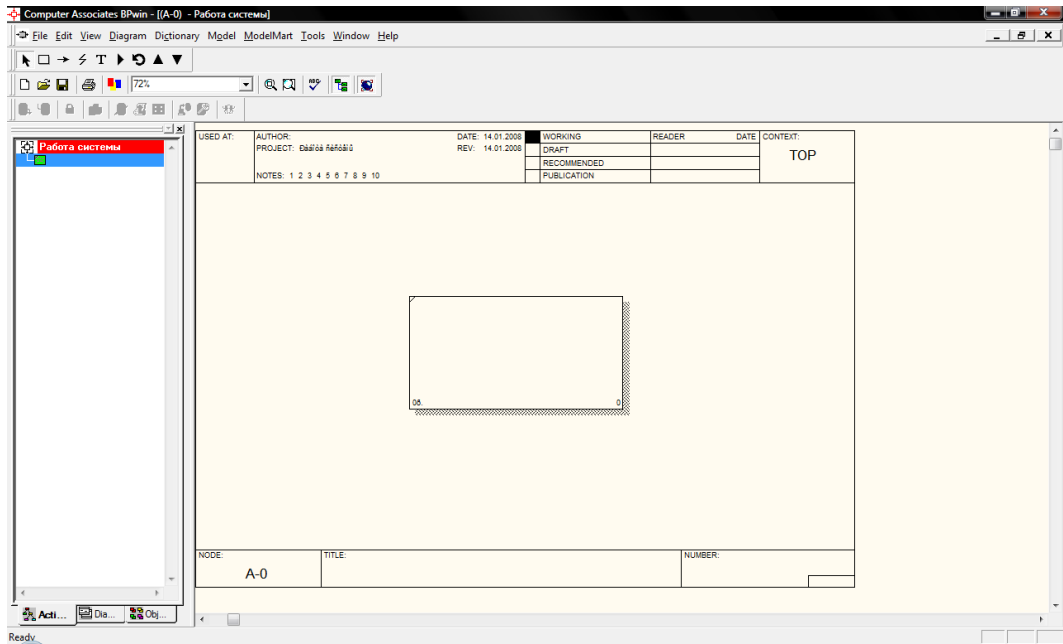 Computer Associates BPwin - [(A-0) - Работа системы]
File Edit View Diagram Dictionary Model ModelMart Tools Window Help
72%
Работа системы
USED AT:
AUTHOR:
DATE: 14.01.2008
WORKING
READER
DATE
CONTEXT:
PROJECT:
REV: 14.01.2008
DRAFT
TOP
RECOMMENDED
NOTES: 1 2 3 4 5 6 7 8 9 10
PUBLICATION
0
NODE:
TITLE:
NUMBER:
A-0
Acti...
Dia...
Obj...
Ready